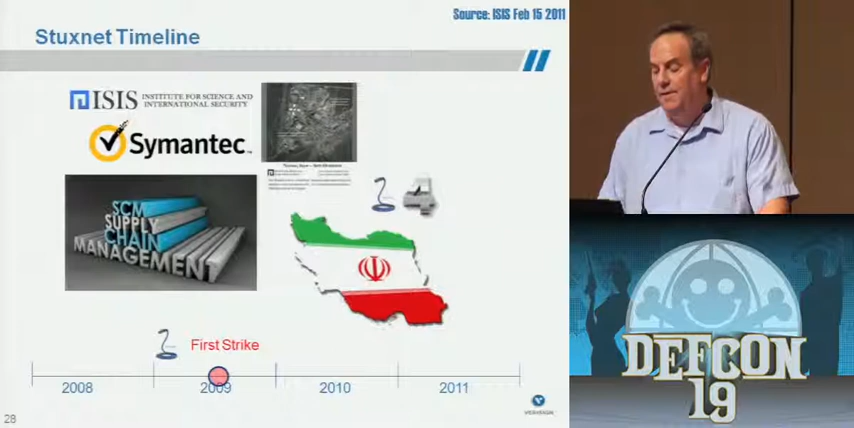 Source: ISIS Feb 15 2011
Stuxnet Timeline
ISIS INSTITUTE FOR SCIENCE AND
INTERNATIONAL SECURITY
Symantec.
SCM
SUPPLY
CHAIN
MANAGEMENT
First Strike
2008
2009
2010
2011
28
DEFCON
19